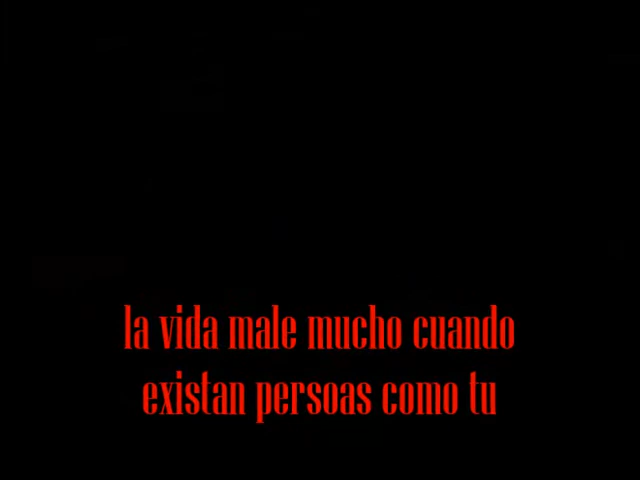 la vida male mucho cuando
existan persoas como tu